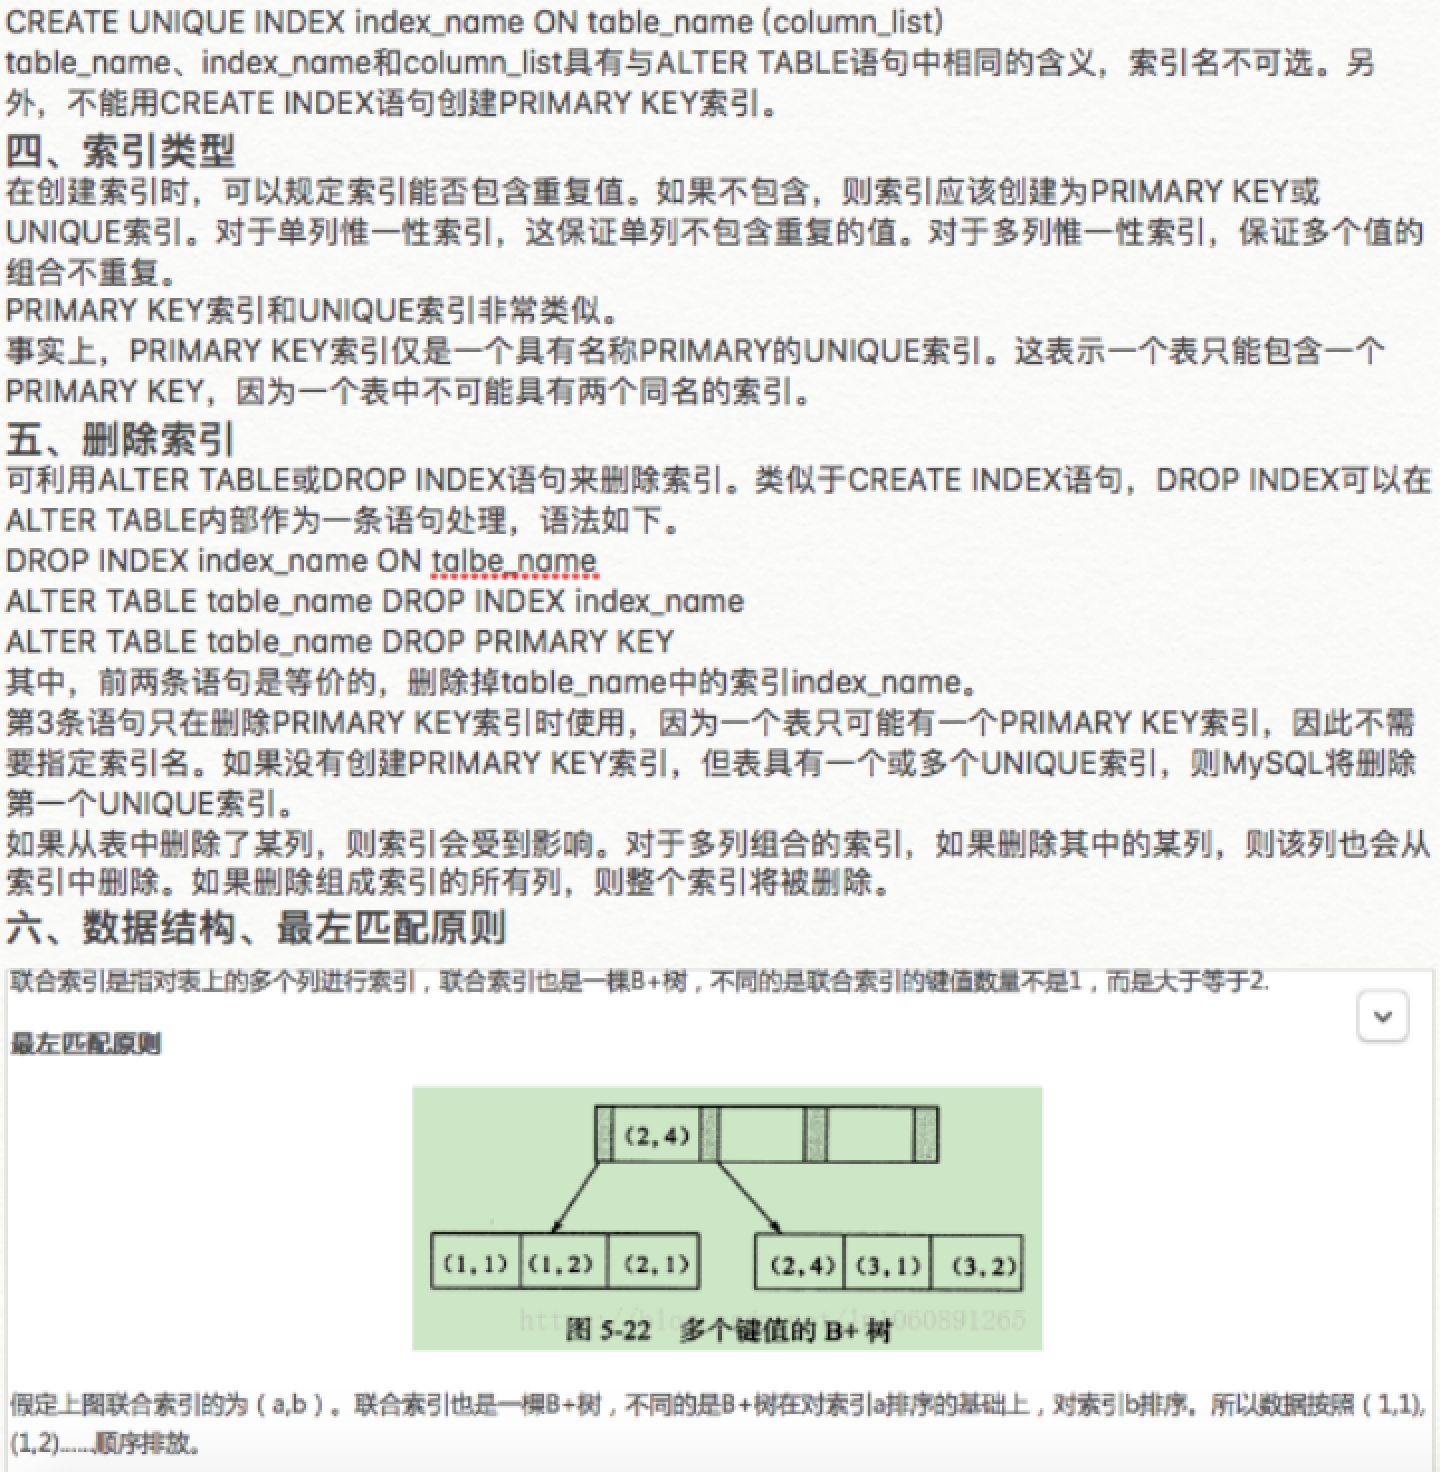 CREATE UNIQUE INDEX index_name ON table_name (column_list)
table_name、index_name和column_list具有与ALTER TABLE语句中相同的含义，索引名不可选。另
外，不能用CREATE INDEX语句创建PRIMARY KEY索引。
四、索引类型
在创建索引时，可以规定索引能否包含重复值。如果不包含，则索引应该创建为PRIMARY KEY或
UNIQUE索引。对于单列惟一性索引，这保证单列不包含重复的值。对于多列惟一性索引，保证多个值的
组合不重复。
PRIMARY KEY索引和UNIQUE索引非常类似。
事实上，PRIMARY KEY索引仅是一个具有名称PRIMARY的UNIQUE索引。这表示一个表只能包含一个
PRIMARY KEY，因为一个表中不可能具有两个同名的索引。
五、删除索引
可利用ALTER TABLE或DROP INDEX语句来删除索引。类似于CREATE INDEX语句，DROP INDEX可以在
ALTER TABLE内部作为一条语句处理，语法如下。
DROP INDEX index_name ON talbe_name
ALTER TABLE table_name DROP INDEX index_name
ALTER TABLE table_name DROP PRIMARY KEY
其中，前两条语句是等价的，删除掉table_name中的索引index_name。
第3条语句只在删除PRIMARY KEY索引时使用，因为一个表只可能有一个PRIMARY KEY索引，因此不需
要指定索引名。如果没有创建PRIMARY KEY索引，但表具有一个或多个UNIQUE索引，则MySQL将删除
第一个UNIQUE索引。
如果从表中删除了某列，则索引会受到影响。对于多列组合的索引，如果删除其中的某列，则该列也会从
索引中删除。如果删除组成索引的所有列，则整个索引将被删除。
六、数据结构、最左匹配原则
联合索引是指对表上的多个列进行索引，联合索引也是一棵B+树，不同的是联合索引的键值数量不是1，而是大于等于2.
最左匹配原则
(2,4)
(1,1) (1,2) (2,1) (2,4) (3,1) (3,2)
图 5-22 多个键值的 B+ 树
假定上图联合索引的为（a,b）。联合索引也是一棵B+树，不同的是B+树在对索引a排序的基础上，对索引b排序。所以数据按照（1,1),
(1,2)......顺序排放。